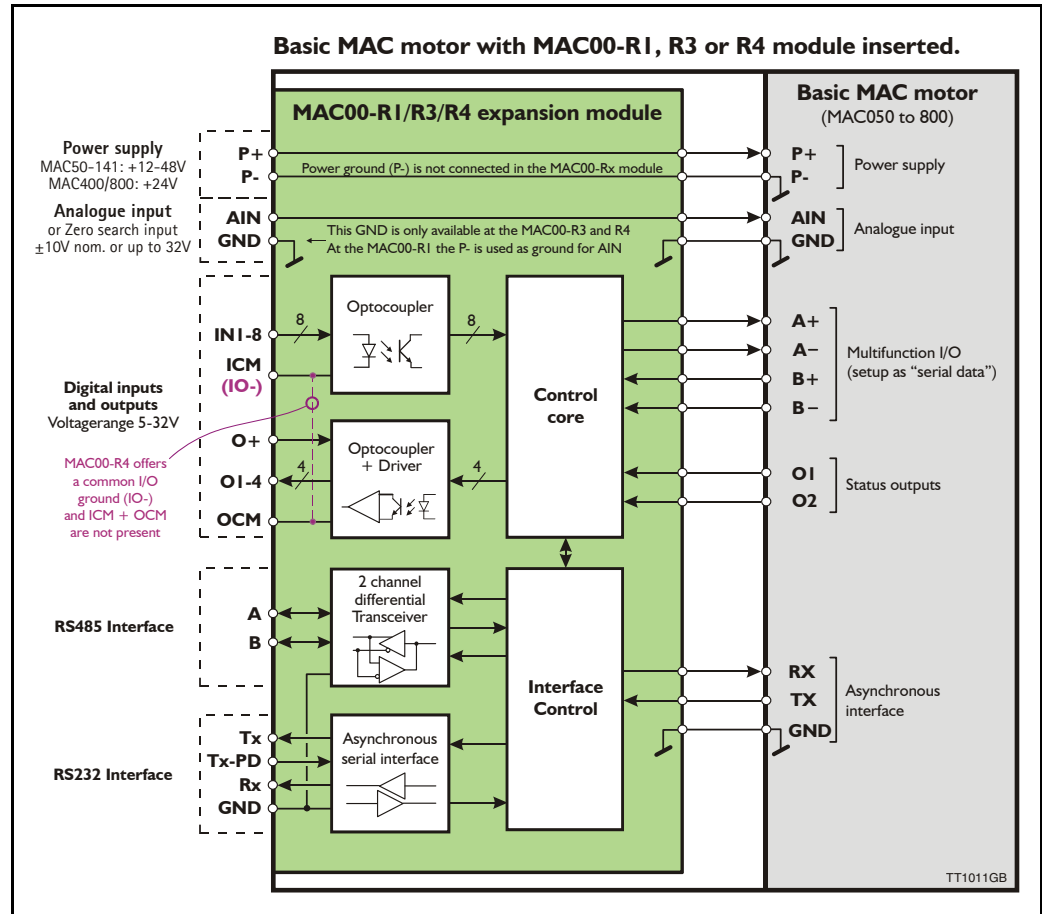 Basic MAC motor with MAC00-R1, R3 or R4 module inserted.
MAC00-R1/R3/R4 expansion module
Basic MAC motor
(MAC050 to 800)
Power supply
MAC50-141: +12-48V
MAC400/800: +24V
P+
P-
Power ground (P-) is not connected in the MAC00-Rx module
P+
P-
Power supply
Analogue input
or Zero search input
±10V nom. or up to 32V
AIN
GND
This GND is only available at the MAC00-R3 and R4
At the MAC00-R1 the P- is used as ground for AIN
AIN
GND
Analogue input
Digital inputs
and outputs
Voltagerange 5-32V
MAC00-R4 offers
a common I/O
ground (IO-)
and ICM + OCM
are not present
IN1-8
ICM
(IO-)
O+
O1-4
OCM
8
Optocoupler
8
4
Optocoupler
+ Driver
4
Control
core
A+
A−
B+
B−
Multifunction I/O
(setup as “serial data”)
O1
O2
Status outputs
RS485 Interface
A
B
2 channel
differential
Transceiver
Interface
Control
RS232 Interface
Tx
Tx-PD
Rx
GND
Asynchronous
serial interface
RX
TX
GND
Asynchronous
interface
TT1011GB